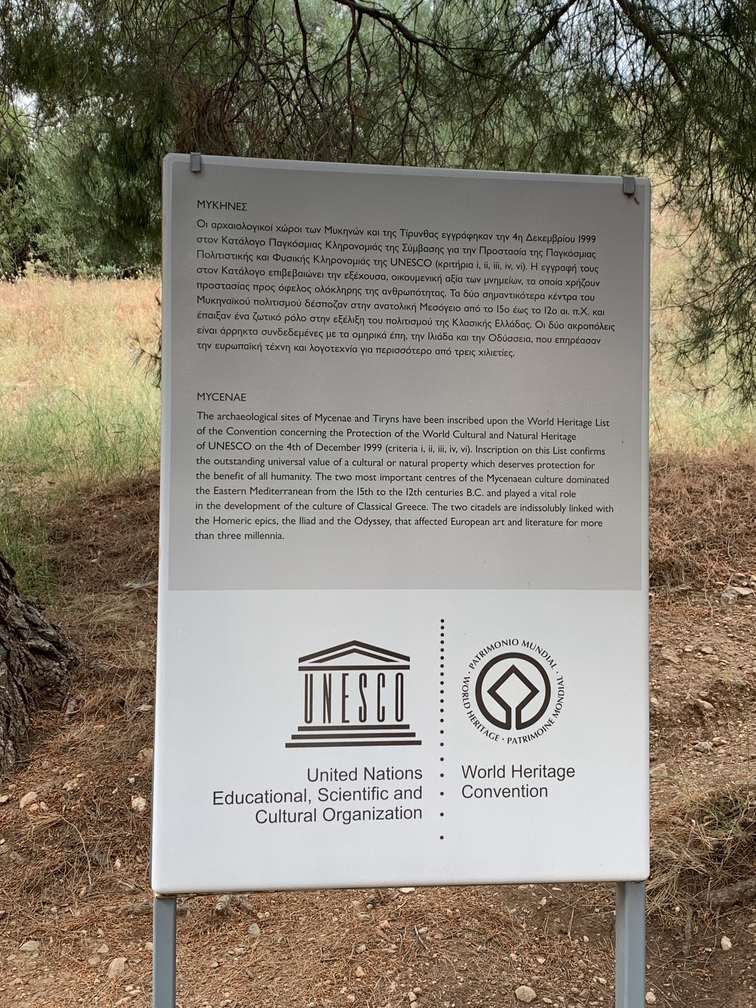 ΜΥΚΗΝΕΣ
Οι αρχαιολογικοί χώροι των Μυκηνών και της Τίρυνθας εγγράφηκαν την 4η Δεκεμβρίου 1999
στον Κατάλογο Παγκόσμιας Κληρονομιάς της Σύμβασης για την Προστασία της Παγκόσμιας
Πολιτιστικής και Φυσικής Κληρονομιάς της UNESCO (κριτήρια i, ii, iii, iv, vi). Η εγγραφή τους
στον Κατάλογο επιβεβαιώνει την εξέχουσα, οικουμενική αξία των μνημείων, τα οποία χρήζουν
προστασίας προς όφελος ολόκληρης της ανθρωπότητας. Τα δύο σημαντικότερα κέντρα του
Μυκηναϊκού πολιτισμού δέσποζαν στην ανατολική Μεσόγειο από το 15ο έως το 12ο αι. π.Χ. και
έπαιξαν ένα ζωτικό ρόλο στην εξέλιξη του πολιτισμού της Κλασικής Ελλάδας. Οι δύο ακροπόλεις
είναι άρρηκτα συνδεδεμένες με τα ομηρικά έπη, την Ιλιάδα και την Οδύσσεια, που επηρέασαν
την ευρωπαϊκή τέχνη και λογοτεχνία για περισσότερο από τρεις χιλιετίες.
MYCENAE
The archaeological sites of Mycenae and Tiryns have been inscribed upon the World Heritage List
of the Convention concerning the Protection of the World Cultural and Natural Heritage
of UNESCO on the 4th of December 1999 (criteria i, ii, iii, iv, vi). Inscription on this List confirms
the outstanding universal value of a cultural or natural property which deserves protection for
the benefit of all humanity. The two most important centres of the Mycenaean culture dominated
the Eastern Mediterranean from the 15th to the 12th centuries B.C. and played a vital role
in the development of the culture of Classical Greece. The two citadels are indissolubly linked with
the Homeric epics, the Iliad and the Odyssey, that affected European art and literature for more
than three millennia.
UNESCO
United Nations
Educational, Scientific and
Cultural Organization
· PATRIMONIO MUNDIAL · WORLD HERITAGE · PATRIMOINE MONDIAL
World Heritage
Convention